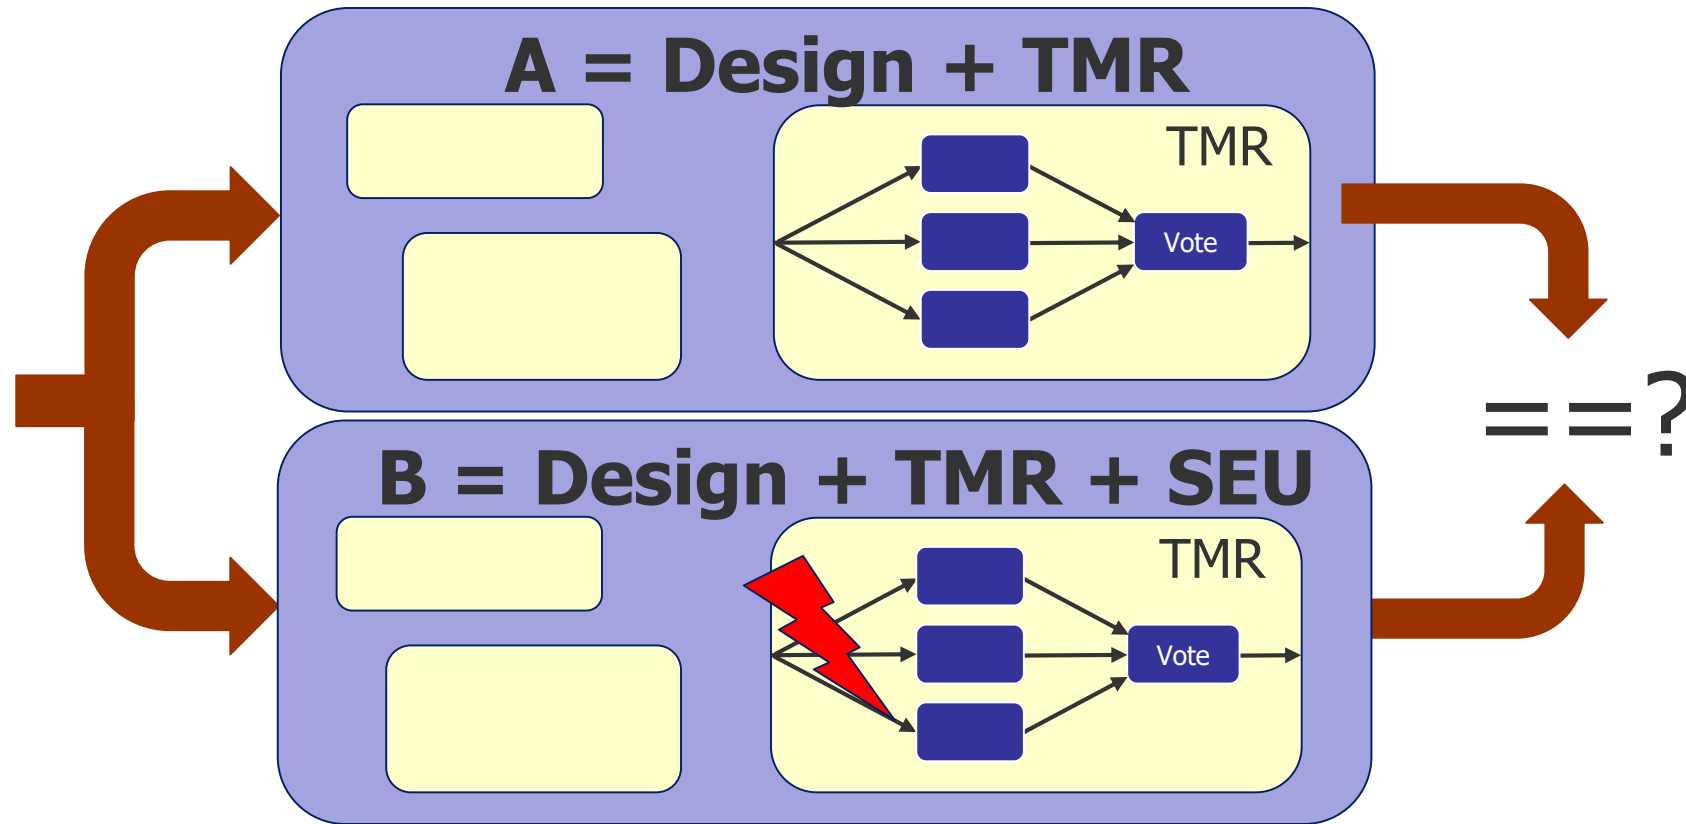 A = Design + TMR
TMR
Vote
==?
B = Design + TMR + SEU
TMR
Vote